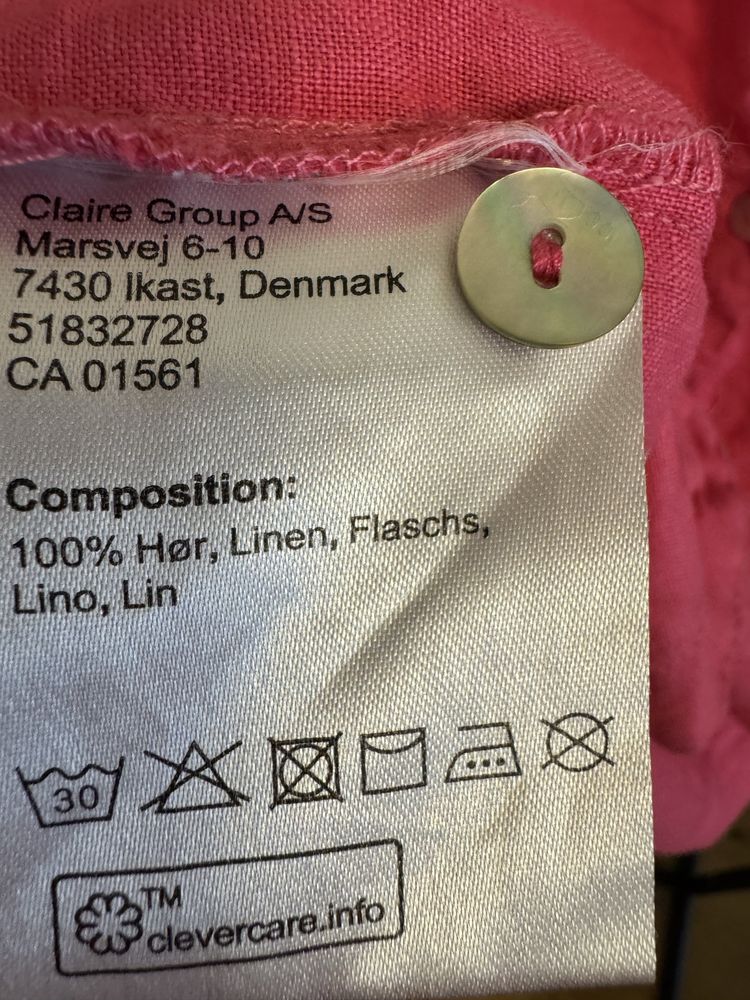 Claire Group A/S
Marsvej 6-10
7430 Ikast, Denmark
51832728
CA 01561
Composition:
100% Hør, Linen, Flaschs,
Lino, Lin
30
TM
clevercare.info